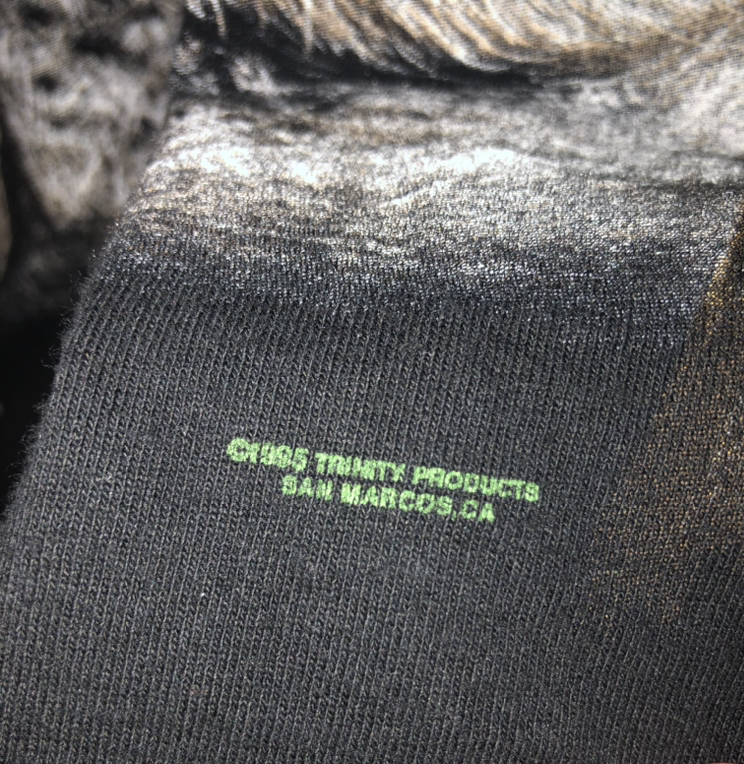 ©1995 TRINITY PRODUCTS
SAN MARCOS,CA